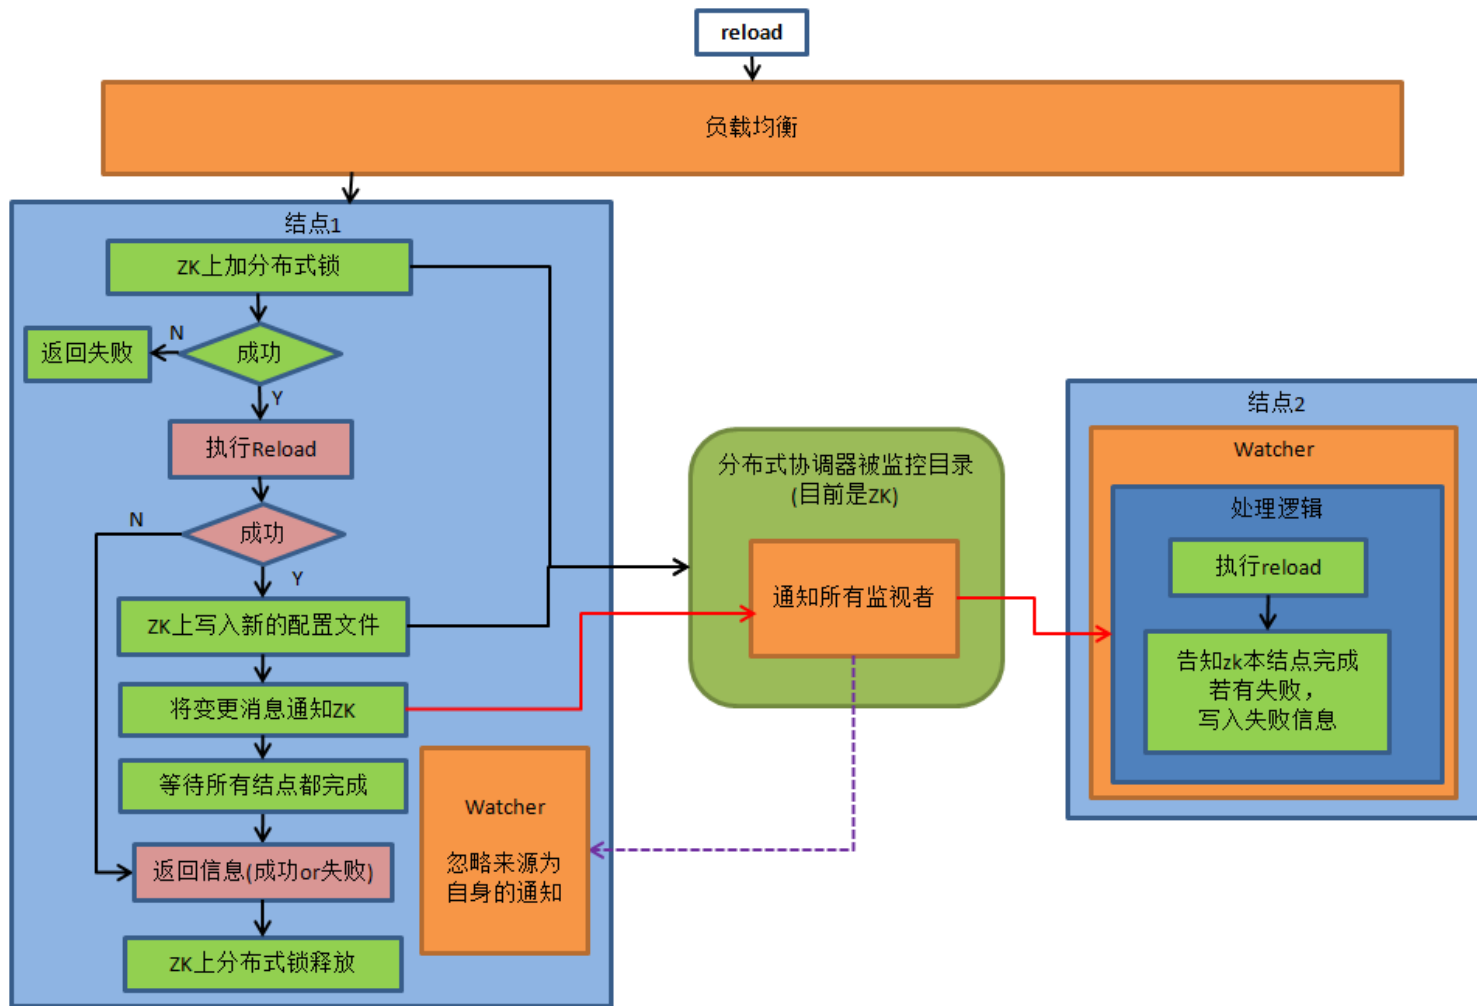 reload
负载均衡
结点1
ZK上加分布式锁
成功
N
返回失败
Y
执行Reload
成功
N
Y
ZK上写入新的配置文件
将变更消息通知ZK
等待所有结点都完成
返回信息(成功or失败)
ZK上分布式锁释放
Watcher
忽略来源为
自身的通知
分布式协调器被监控目录
(目前是ZK)
通知所有监视者
结点2
Watcher
处理逻辑
执行reload
告知zk本结点完成
若有失败，
写入失败信息